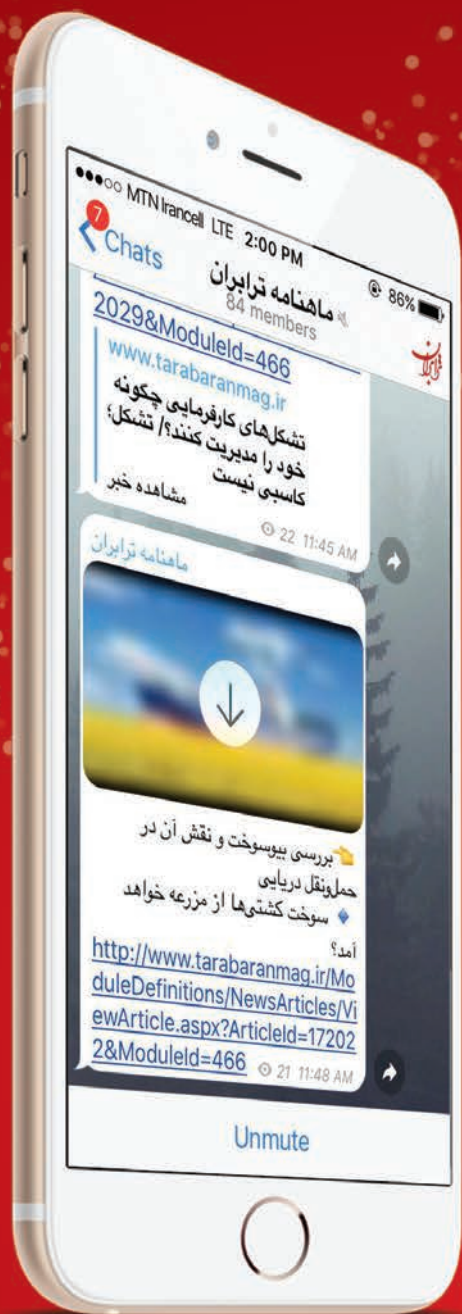 MTN Irancell LTE 2:00 PM 86%
7
Chats
ماهنامه ترابران
84 members
ترابران
2029&ModuleId=466
www.tarabaranmag.ir
تشکل‌های کارفرمایی چگونه
خود را مدیریت کنند؟/ تشکل؛
کاسبی نیست
مشاهده خبر
22 11:45 AM
ماهنامه ترابران
👈 بررسی بیوسوخت و نقش آن در
حمل‌ونقل دریایی
🔹 سوخت کشتی‌ها از مزرعه خواهد
آمد؟
http://www.tarabaranmag.ir/Mo
duleDefinitions/NewsArticles/Vi
ewArticle.aspx?ArticleId=17202
2&ModuleId=466 21 11:48 AM
Unmute